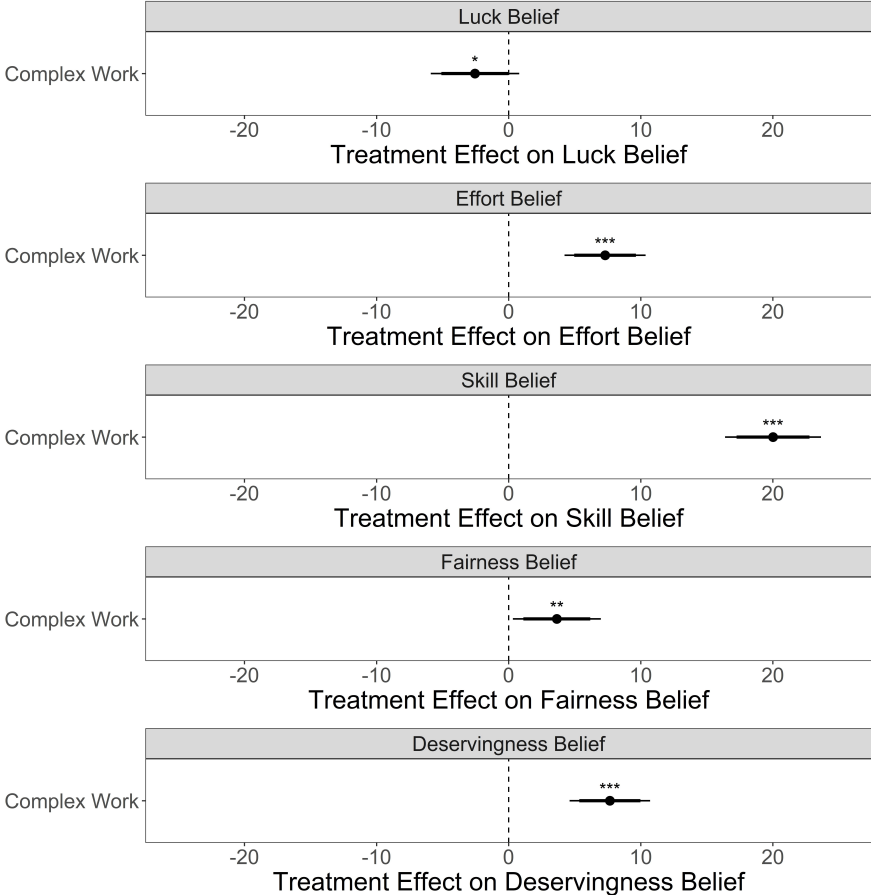 Luck Belief
*
Complex Work
-20 -10 0 10 20
Treatment Effect on Luck Belief
Effort Belief
***
Complex Work
-20 -10 0 10 20
Treatment Effect on Effort Belief
Skill Belief
***
Complex Work
-20 -10 0 10 20
Treatment Effect on Skill Belief
Fairness Belief
**
Complex Work
-20 -10 0 10 20
Treatment Effect on Fairness Belief
Deservingness Belief
***
Complex Work
-20 -10 0 10 20
Treatment Effect on Deservingness Belief